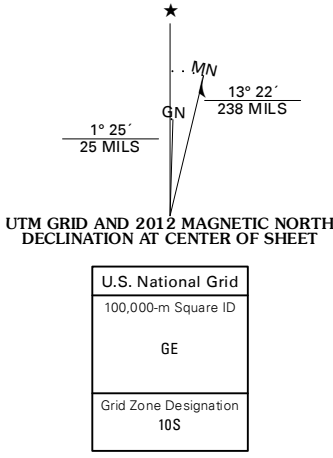 ★
MN
GN
13° 22´
238 MILS
1° 25´
25 MILS
UTM GRID AND 2012 MAGNETIC NORTH
DECLINATION AT CENTER OF SHEET
U.S. National Grid
100,000-m Square ID
GE
Grid Zone Designation
10S